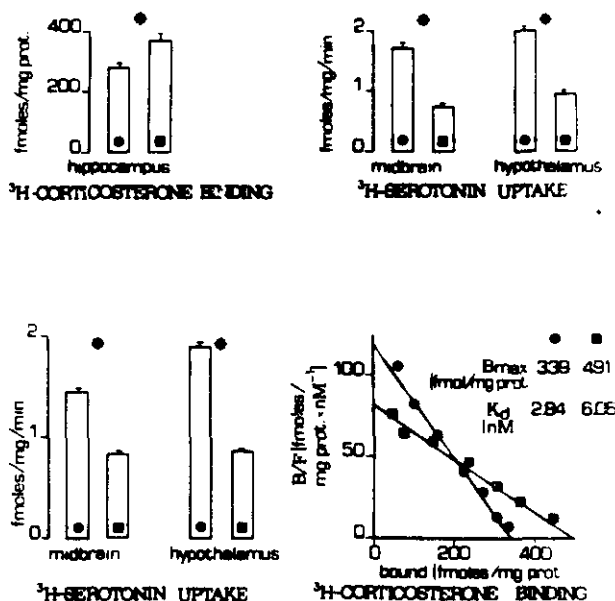 400
200
0
fmoles/mg prot.
hippocampus
³H-CORTICOSTERONE BINDING
2
1
0
fmoles/mg/min
midbrain hypothalamus
³H-SEROTONIN UPTAKE
2
1
0
fmoles/mg/min
midbrain hypothalamus
³H-SEROTONIN UPTAKE
100
50
0
B/F (fmoles/
mg prot. · nM⁻¹)
Bmax 339 491
(fmol/mg prot.
Kd 2.84 6.06
(nM
0 200 400
bound (fmoles/mg prot
³H-CORTICOSTERONE BINDING